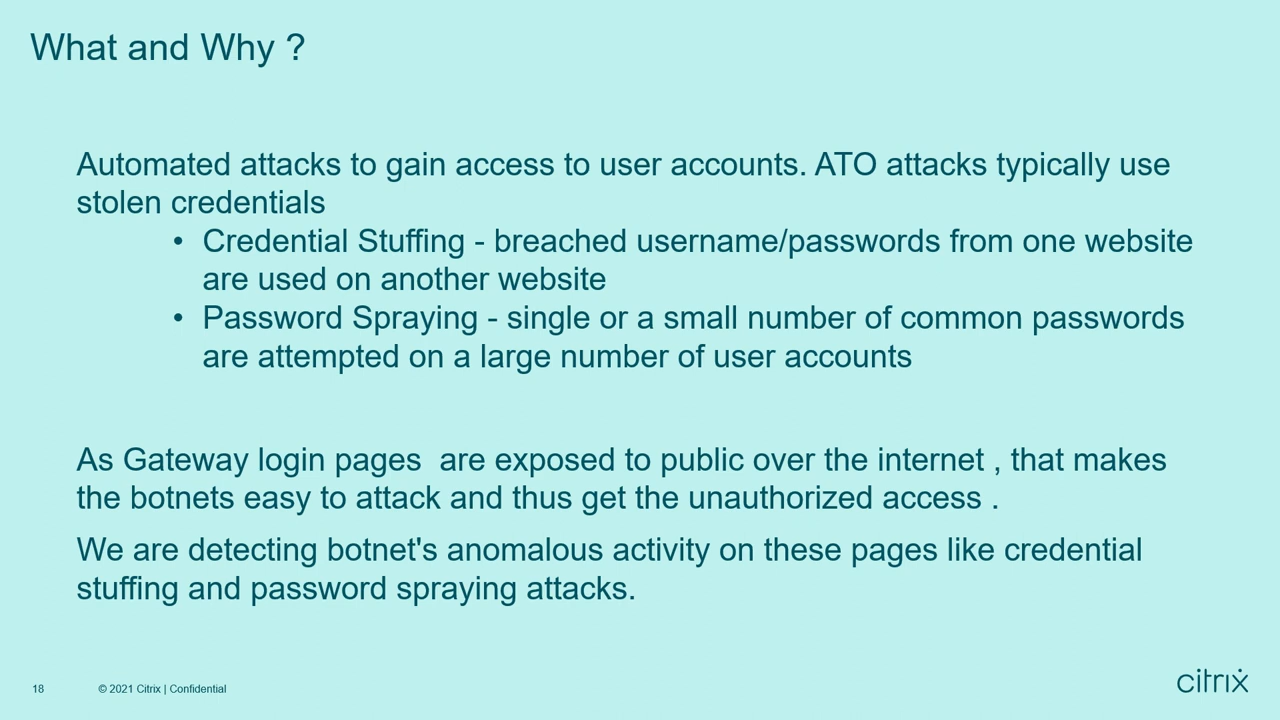 What and Why ?
Automated attacks to gain access to user accounts. ATO attacks typically use
stolen credentials
• Credential Stuffing - breached username/passwords from one website
are used on another website
• Password Spraying - single or a small number of common passwords
are attempted on a large number of user accounts
As Gateway login pages  are exposed to public over the internet , that makes
the botnets easy to attack and thus get the unauthorized access .
We are detecting botnet's anomalous activity on these pages like credential
stuffing and password spraying attacks.
18 © 2021 Citrix | Confidential
citrix